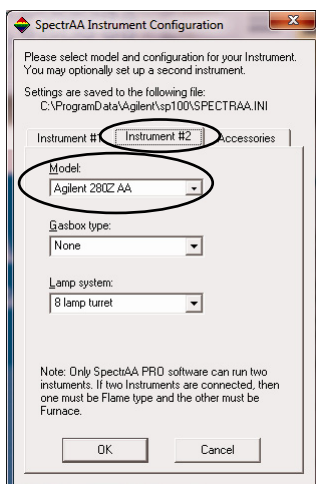 SpectrAA Instrument Configuration
Please select model and configuration for your Instrument.
You may optionally set up a second instrument.
Settings are saved to the following file:
C:\ProgramData\Agilent\sp100\SPECTRAA.INI
Instrument #1 Instrument #2 Accessories
Model:
Agilent 280Z AA
Gasbox type:
None
Lamp system:
8 lamp turret
Note: Only SpectrAA PRO software can run two
instuments. If two Instruments are connected, then
one must be Flame type and the other must be
Furnace.
OK Cancel